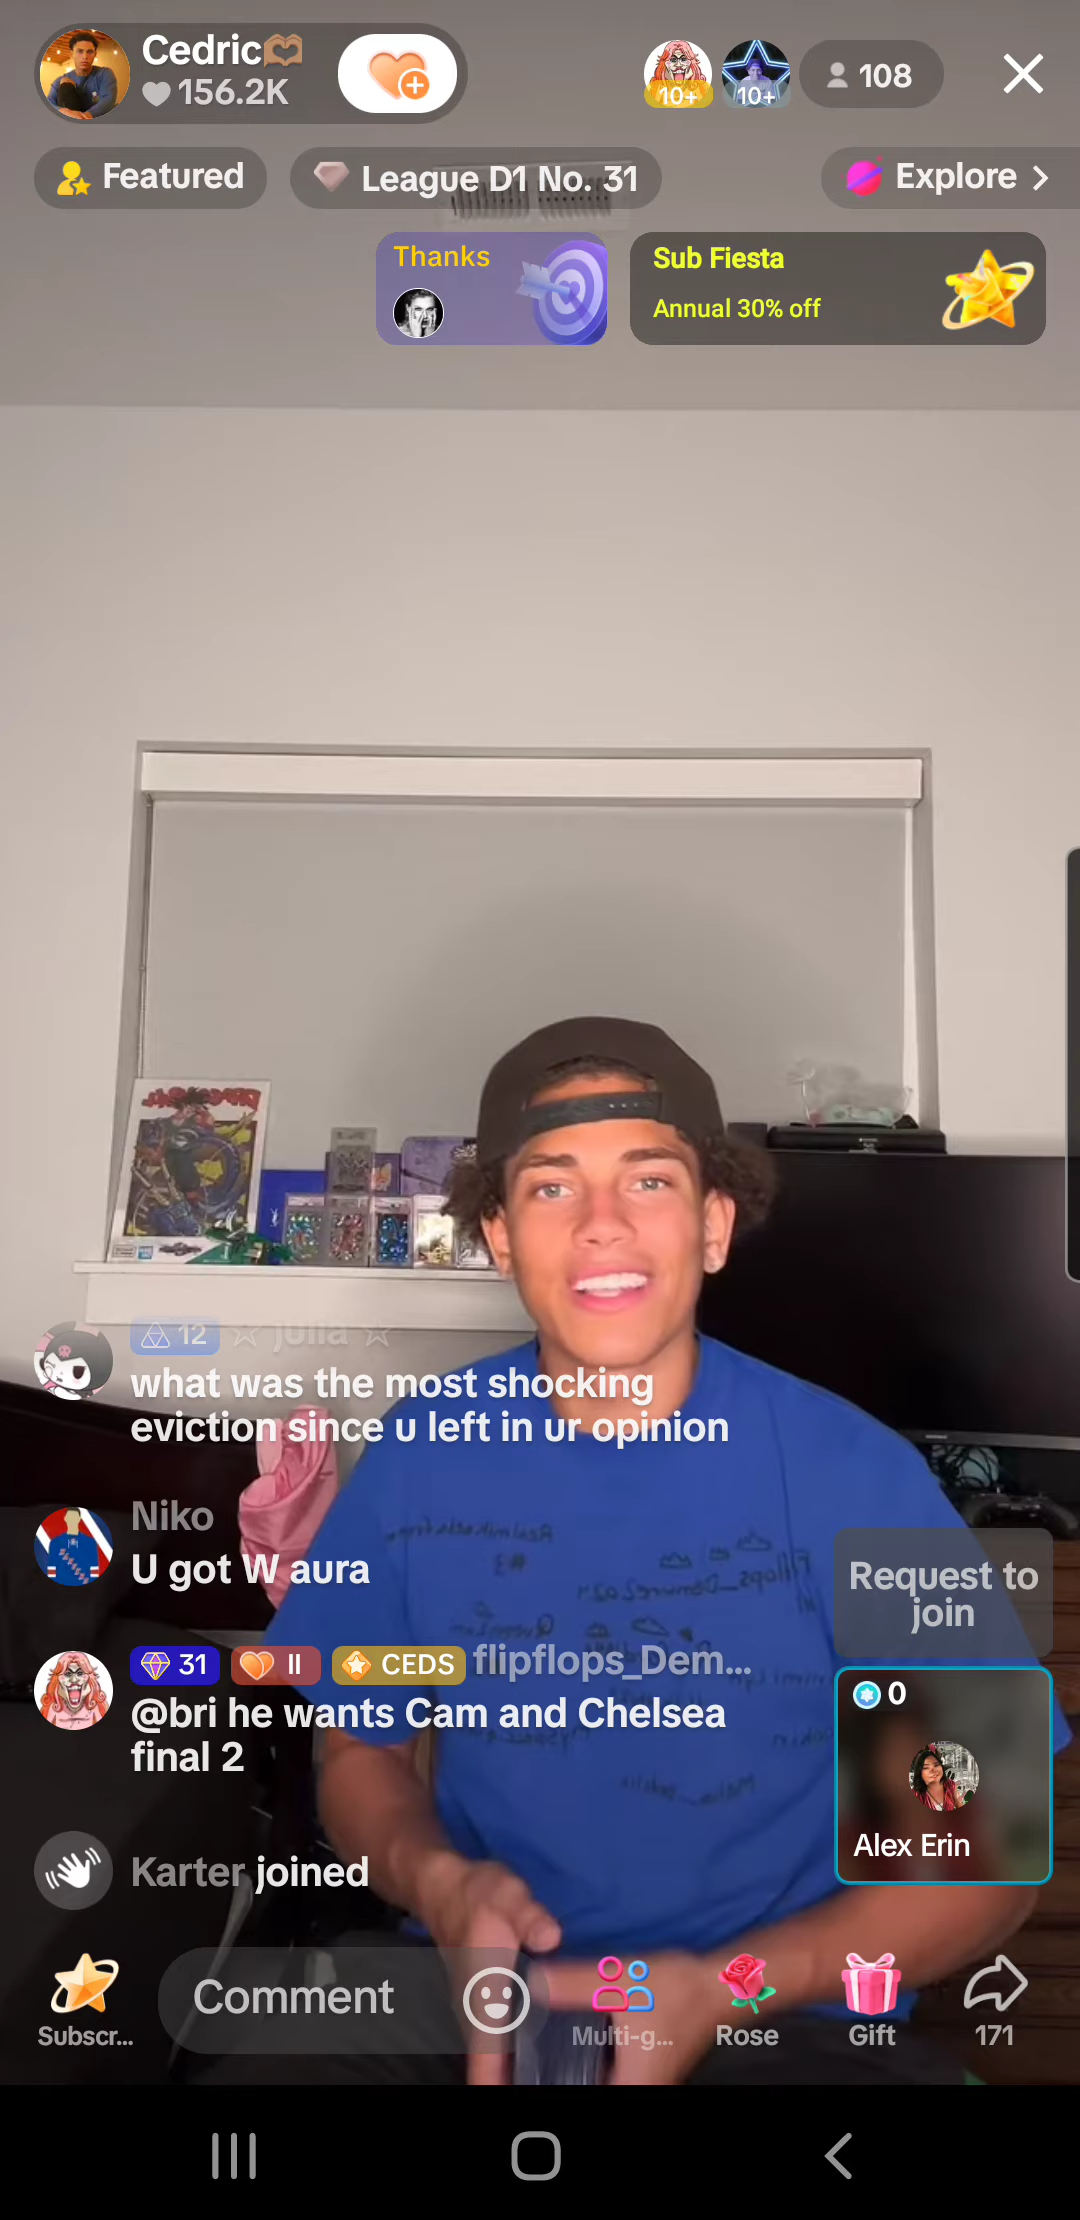 Cedric🫶🏽
156.2K
10+
10+
108
Featured
League D1 No. 31
Explore >
Thanks
Sub Fiesta
Annual 30% off
12 ☆ julia ☆
what was the most shocking
eviction since u left in ur opinion
Niko
U got W aura
31 II CEDS flipflops_Dem...
@bri he wants Cam and Chelsea
final 2
Karter joined
Request to
join
0
Alex Erin
Comment
Subscr...
Multi-g...
Rose
Gift
171